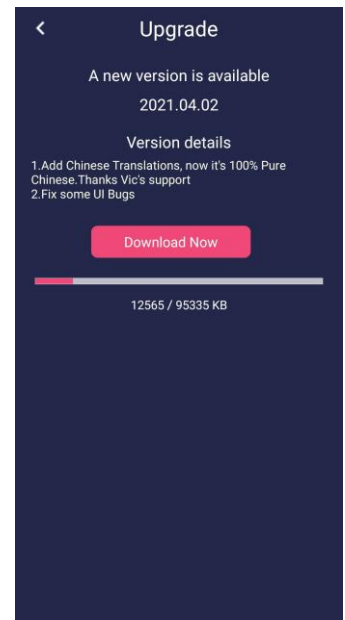 Upgrade
A new version is available
2021.04.02
Version details
1.Add Chinese Translations, now it's 100% Pure
Chinese.Thanks Vic's support
2.Fix some UI Bugs
Download Now
12565 / 95335 KB